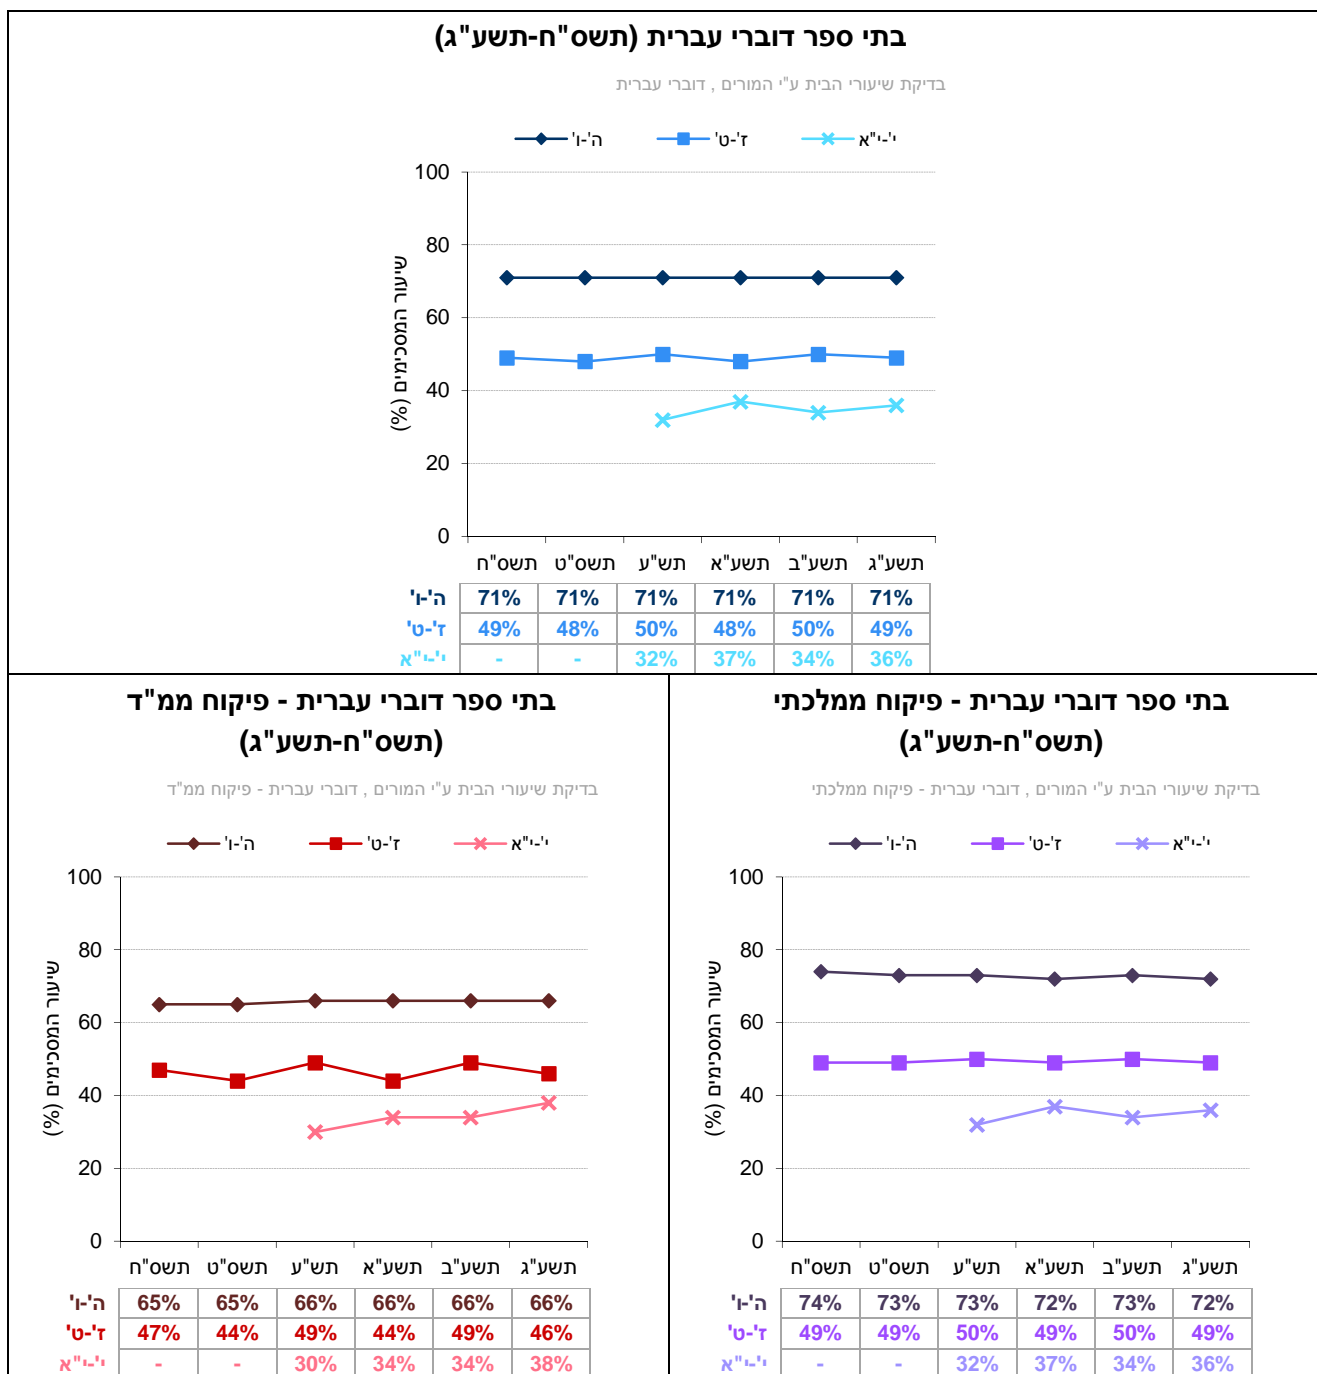 בתי ספר דוברי עברית (תשס"ח-תשע"ג)
בדיקת שיעורי הבית ע"י המורים , דוברי עברית
ה'-ו' ז'-ט' י'-י"א
100
80
60
40
20
0
שיעור המסכימים (%)
תשס"ח תשס"ט תש"ע תשע"א תשע"ב תשע"ג
ה'-ו' 71% 71% 71% 71% 71% 71%
ז'-ט' 49% 48% 50% 48% 50% 49%
י'-י"א - - 32% 37% 34% 36%
בתי ספר דוברי עברית - פיקוח ממלכתי
(תשס"ח-תשע"ג)
בדיקת שיעורי הבית ע"י המורים , דוברי עברית - פיקוח ממלכתי
ה'-ו' ז'-ט' י'-י"א
100
80
60
40
20
0
שיעור המסכימים (%)
תשס"ח תשס"ט תש"ע תשע"א תשע"ב תשע"ג
ה'-ו' 74% 73% 73% 72% 73% 72%
ז'-ט' 49% 49% 50% 49% 50% 49%
י'-י"א - - 32% 37% 34% 36%
בתי ספר דוברי עברית - פיקוח ממ"ד
(תשס"ח-תשע"ג)
בדיקת שיעורי הבית ע"י המורים , דוברי עברית - פיקוח ממ"ד
ה'-ו' ז'-ט' י'-י"א
100
80
60
40
20
0
שיעור המסכימים (%)
תשס"ח תשס"ט תש"ע תשע"א תשע"ב תשע"ג
ה'-ו' 65% 65% 66% 66% 66% 66%
ז'-ט' 47% 44% 49% 44% 49% 46%
י'-י"א - - 30% 34% 34% 38%